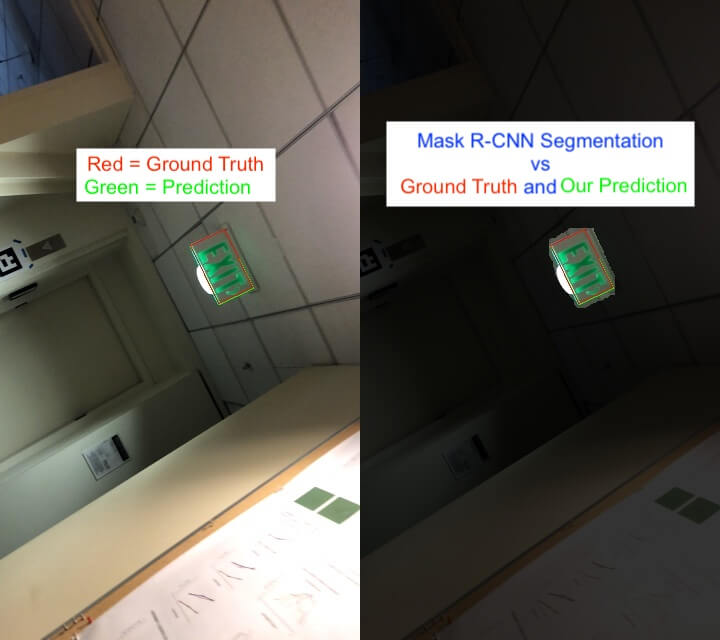 Red = Ground Truth
Green = Prediction
EXIT
Mask R-CNN Segmentation
vs
Ground Truth and Our Prediction
EXIT